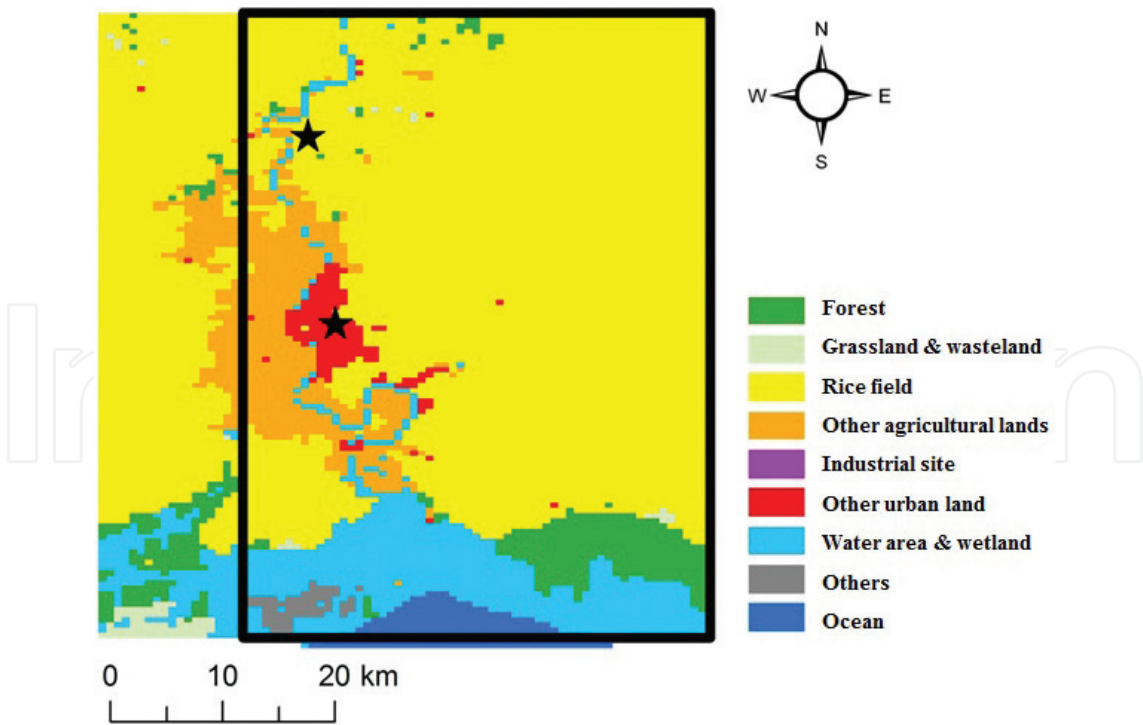 N
W E
S
Forest
Grassland & wasteland
Rice field
Other agricultural lands
Industrial site
Other urban land
Water area & wetland
Others
Ocean
0 10 20 km